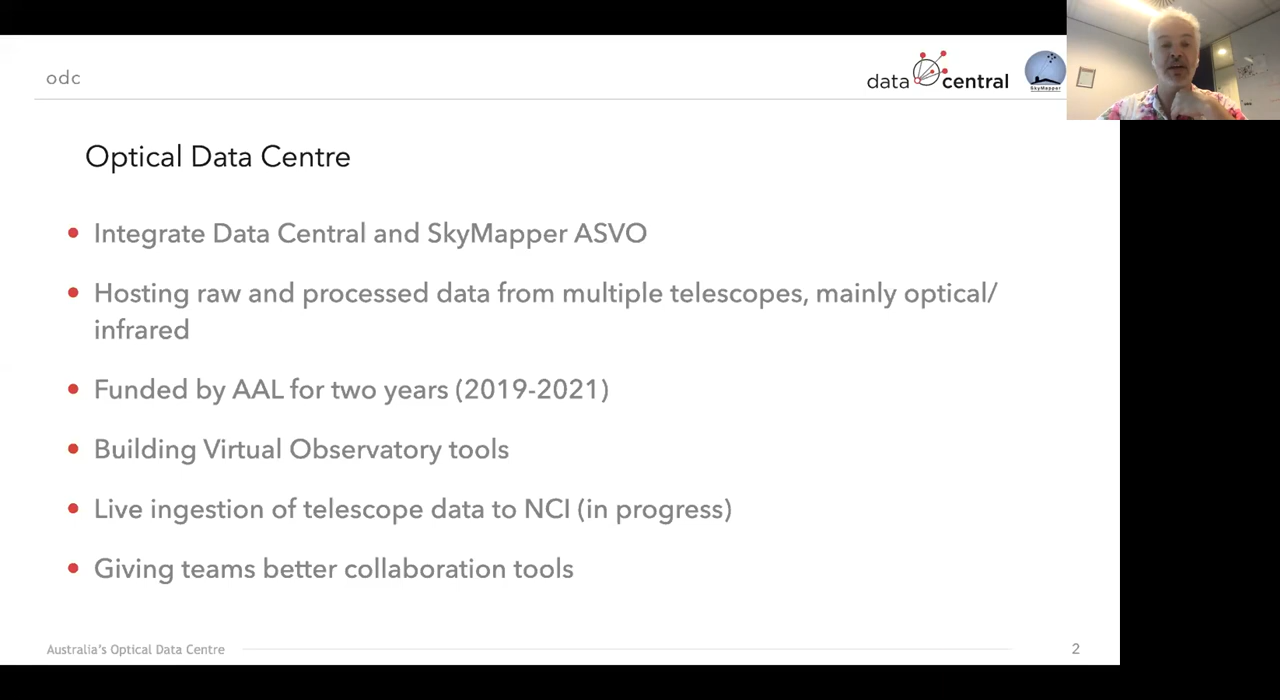 odc
data central
SkyMapper
Optical Data Centre
Integrate Data Central and SkyMapper ASVO
Hosting raw and processed data from multiple telescopes, mainly optical/
infrared
Funded by AAL for two years (2019-2021)
Building Virtual Observatory tools
Live ingestion of telescope data to NCI (in progress)
Giving teams better collaboration tools
Australia's Optical Data Centre
2